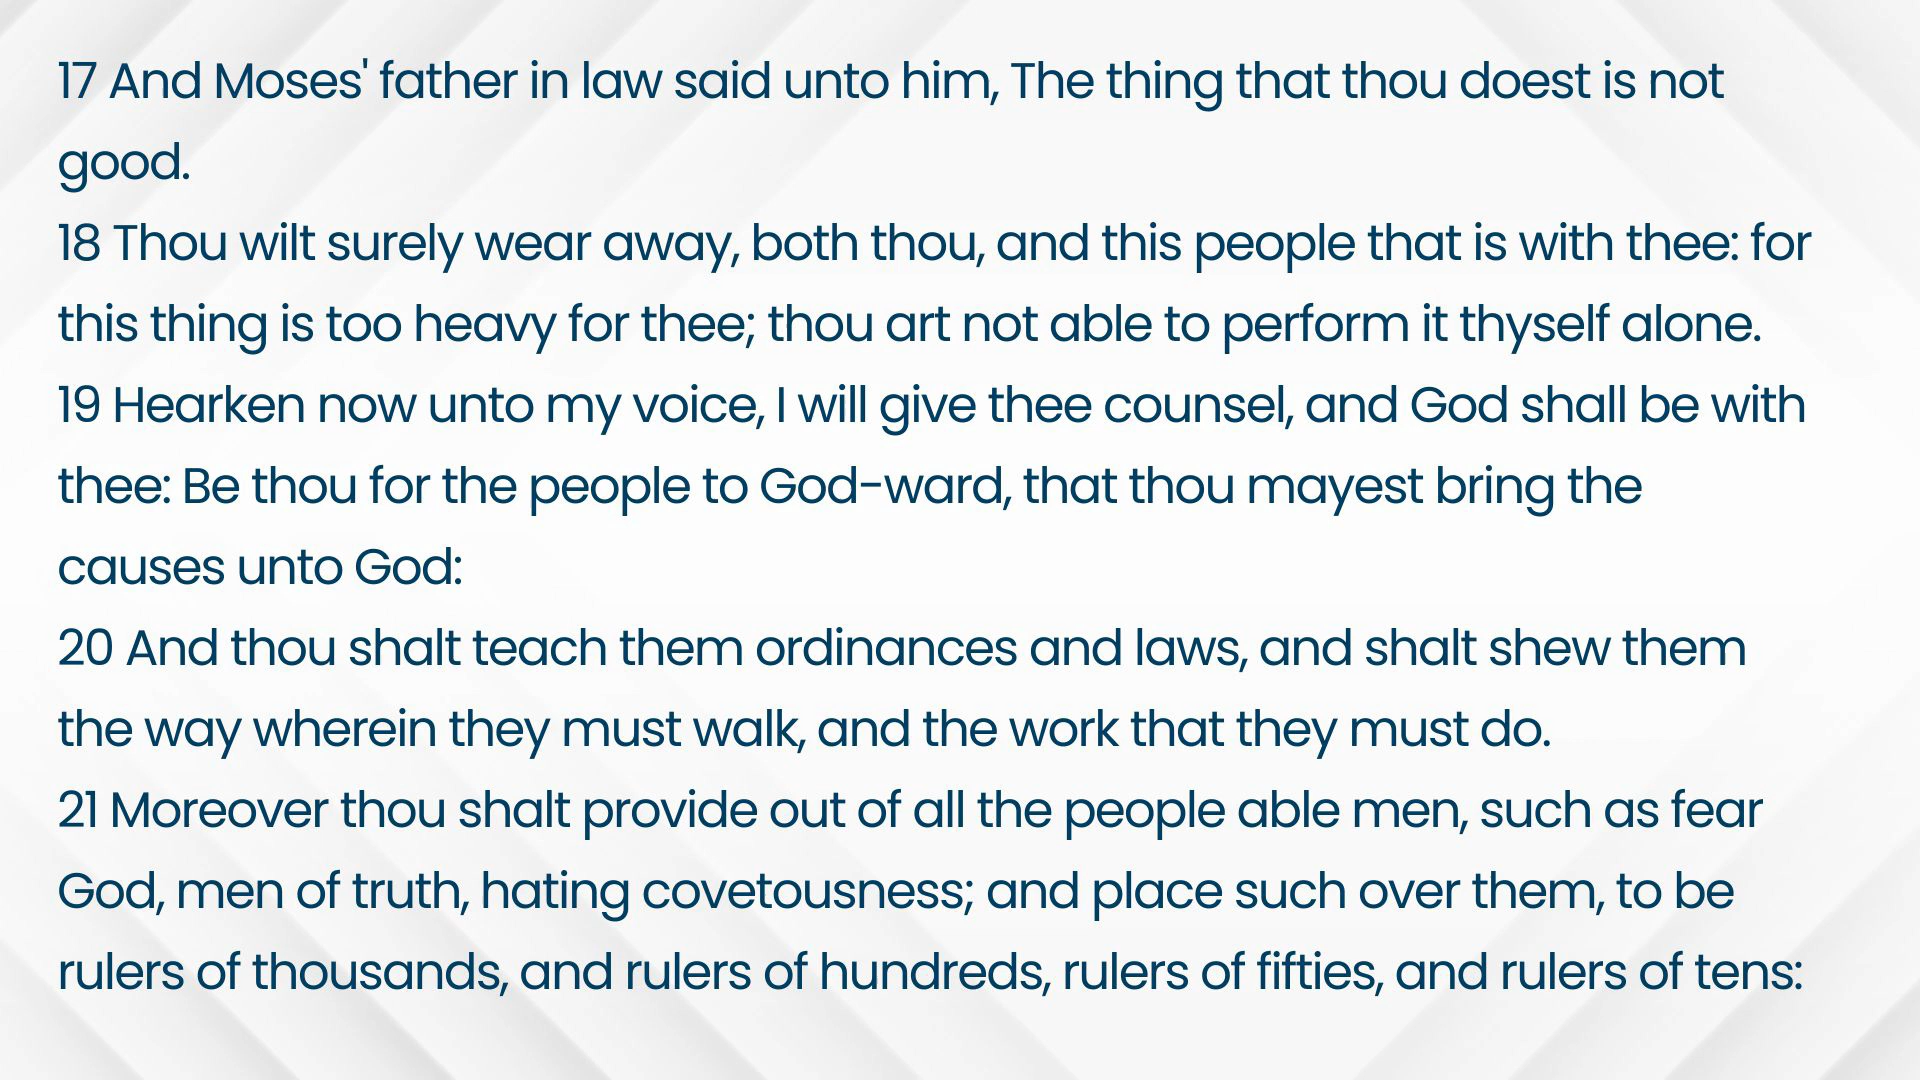 17 And Moses' father in law said unto him, The thing that thou doest is not
good.
18 Thou wilt surely wear away, both thou, and this people that is with thee: for
this thing is too heavy for thee; thou art not able to perform it thyself alone.
19 Hearken now unto my voice, I will give thee counsel, and God shall be with
thee: Be thou for the people to God-ward, that thou mayest bring the
causes unto God:
20 And thou shalt teach them ordinances and laws, and shalt shew them
the way wherein they must walk, and the work that they must do.
21 Moreover thou shalt provide out of all the people able men, such as fear
God, men of truth, hating covetousness; and place such over them, to be
rulers of thousands, and rulers of hundreds, rulers of fifties, and rulers of tens: